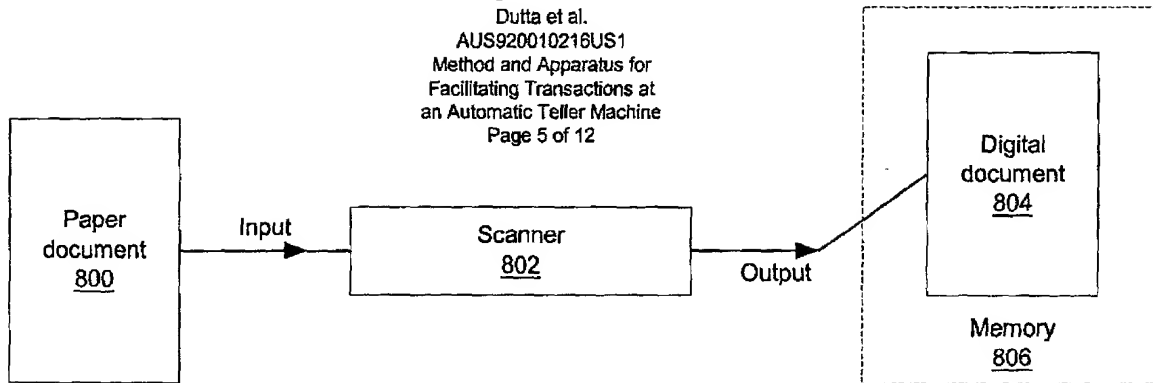 Dutta et al.
AUS920010216US1
Method and Apparatus for
Facilitating Transactions at
an Automatic Teller Machine
Page 5 of 12
Paper
document
800
Input
Scanner
802
Output
Digital
document
804
Memory
806